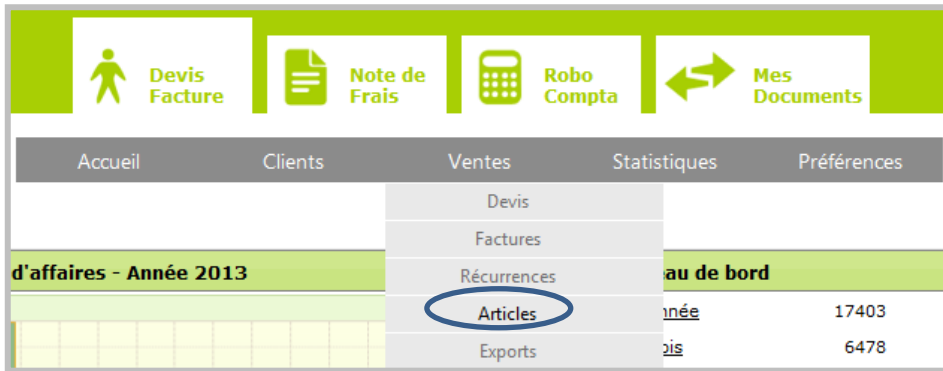 Devis
Facture
Note de
Frais
Robo
Compta
Mes
Documents
Accueil Clients Ventes Statistiques Préférences
Devis
Factures
d'affaires - Année 2013
Récurrences
au de bord
Articles
nnée 17403
Exports
ois 6478